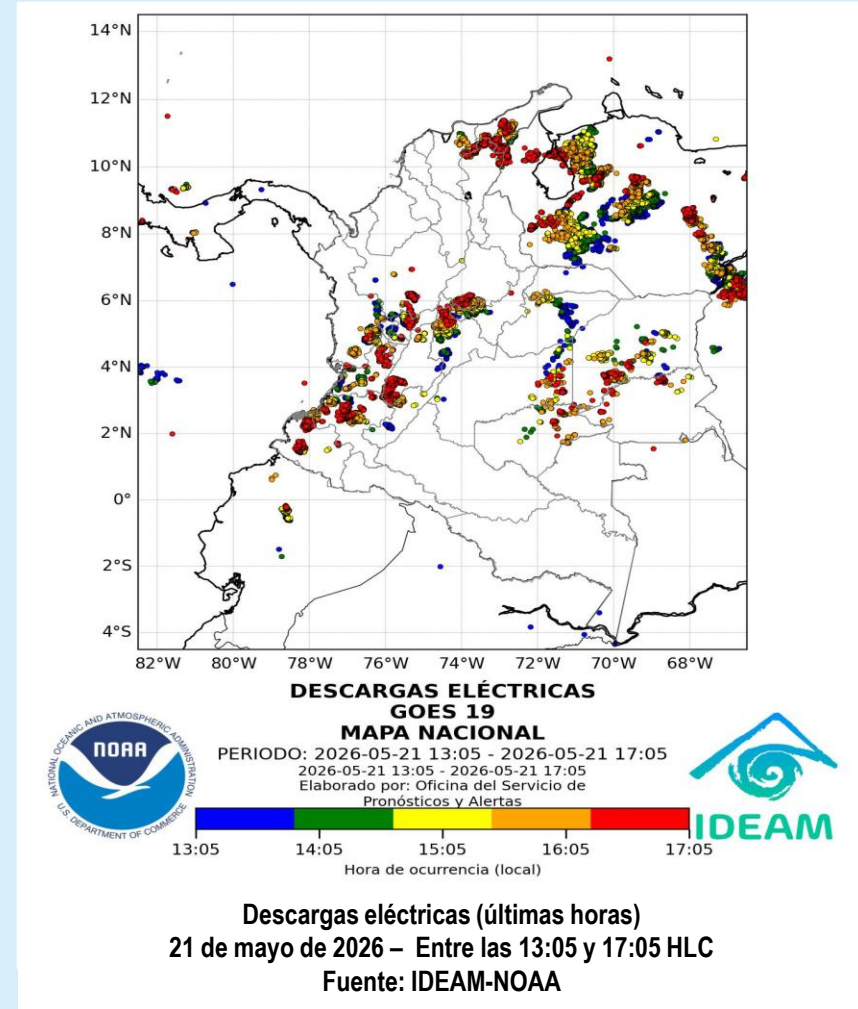 14°N
12°N
10°N
8°N
6°N
4°N
2°N
0°
2°S
4°S
82°W 80°W 78°W 76°W 74°W 72°W 70°W 68°W
DESCARGAS ELÉCTRICAS
GOES 19
MAPA NACIONAL
PERIODO: 2026-05-21 13:05 - 2026-05-21 17:05
2026-05-21 13:05 - 2026-05-21 17:05
Elaborado por: Oficina del Servicio de
Pronósticos y Alertas
NATIONAL OCEANIC AND ATMOSPHERIC ADMINISTRATION
NOAA
U.S. DEPARTMENT OF COMMERCE
IDEAM
13:05 14:05 15:05 16:05 17:05
Hora de ocurrencia (local)
Descargas eléctricas (últimas horas)
21 de mayo de 2026 – Entre las 13:05 y 17:05 HLC
Fuente: IDEAM-NOAA